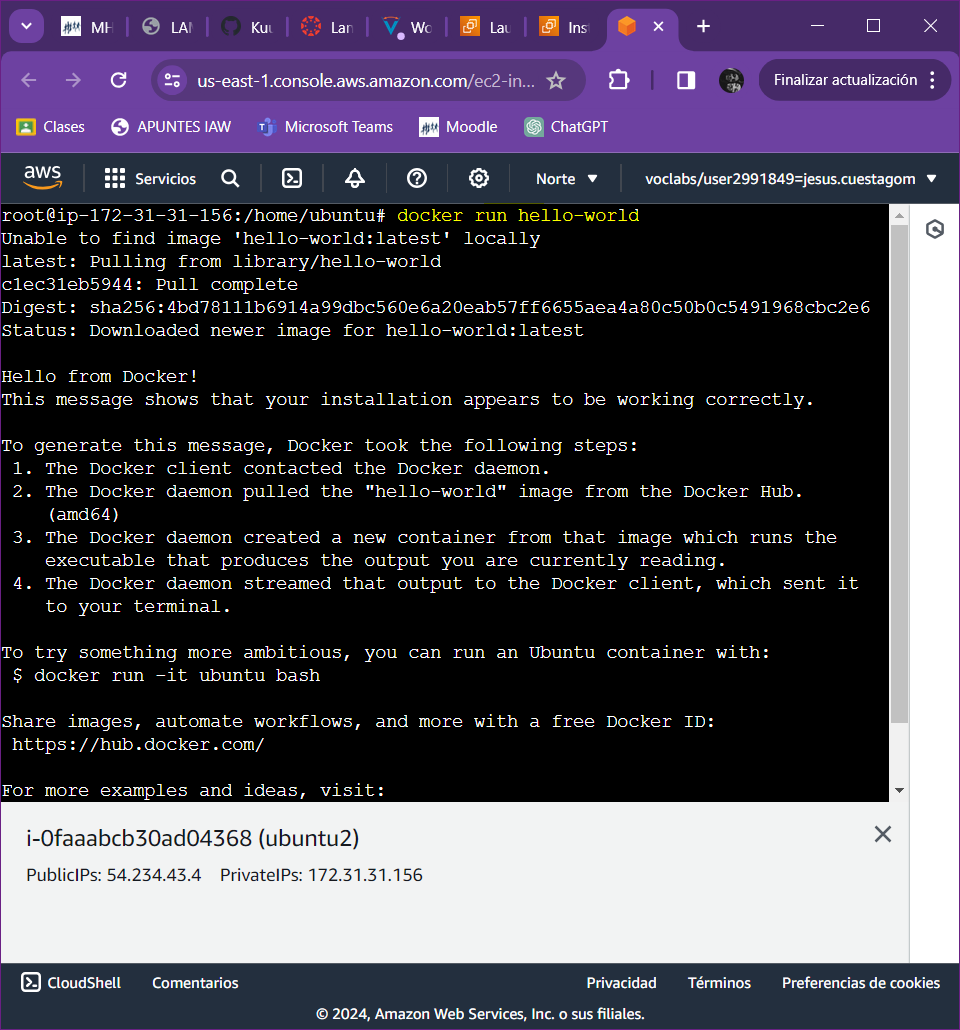 MH
LAN
Kuu
Lan
Wo
Lau
Inst
us-east-1.console.aws.amazon.com/ec2-in...
Finalizar actualización
Clases
APUNTES IAW
Microsoft Teams
Moodle
ChatGPT
aws
Servicios
Norte
voclabs/user2991849=jesus.cuestagom
root@ip-172-31-31-156:/home/ubuntu# docker run hello-world
Unable to find image 'hello-world:latest' locally
latest: Pulling from library/hello-world
c1ec31eb5944: Pull complete
Digest: sha256:4bd78111b6914a99dbc560e6a20eab57ff6655aea4a80c50b0c5491968cbc2e6
Status: Downloaded newer image for hello-world:latest
Hello from Docker!
This message shows that your installation appears to be working correctly.
To generate this message, Docker took the following steps:
1. The Docker client contacted the Docker daemon.
2. The Docker daemon pulled the "hello-world" image from the Docker Hub.
(amd64)
3. The Docker daemon created a new container from that image which runs the
executable that produces the output you are currently reading.
4. The Docker daemon streamed that output to the Docker client, which sent it
to your terminal.
To try something more ambitious, you can run an Ubuntu container with:
$ docker run -it ubuntu bash
Share images, automate workflows, and more with a free Docker ID:
https://hub.docker.com/
For more examples and ideas, visit:
i-0faaabcb30ad04368 (ubuntu2)
PublicIPs: 54.234.43.4 PrivateIPs: 172.31.31.156
CloudShell
Comentarios
Privacidad
Términos
Preferencias de cookies
© 2024, Amazon Web Services, Inc. o sus filiales.